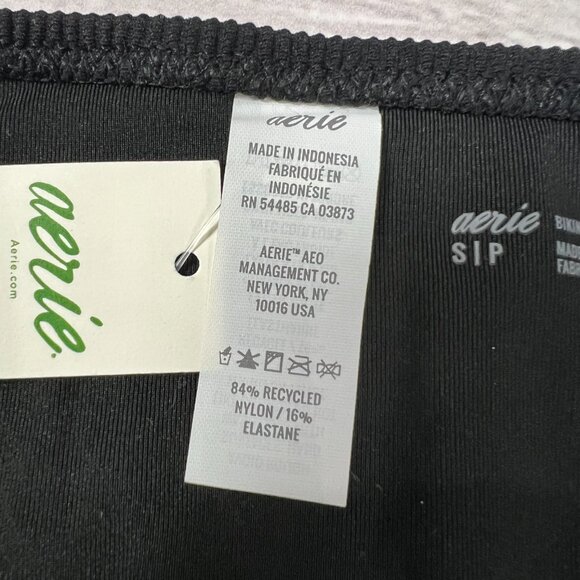 aerie
MADE IN INDONESIA
FABRIQUÉ EN
INDONÉSIE
RN 54485 CA 03873
AERIE™ AEO
MANAGEMENT CO.
NEW YORK, NY
10016 USA
84% RECYCLED
NYLON / 16%
ELASTANE
aerie
Aerie.com
aerie
S | P